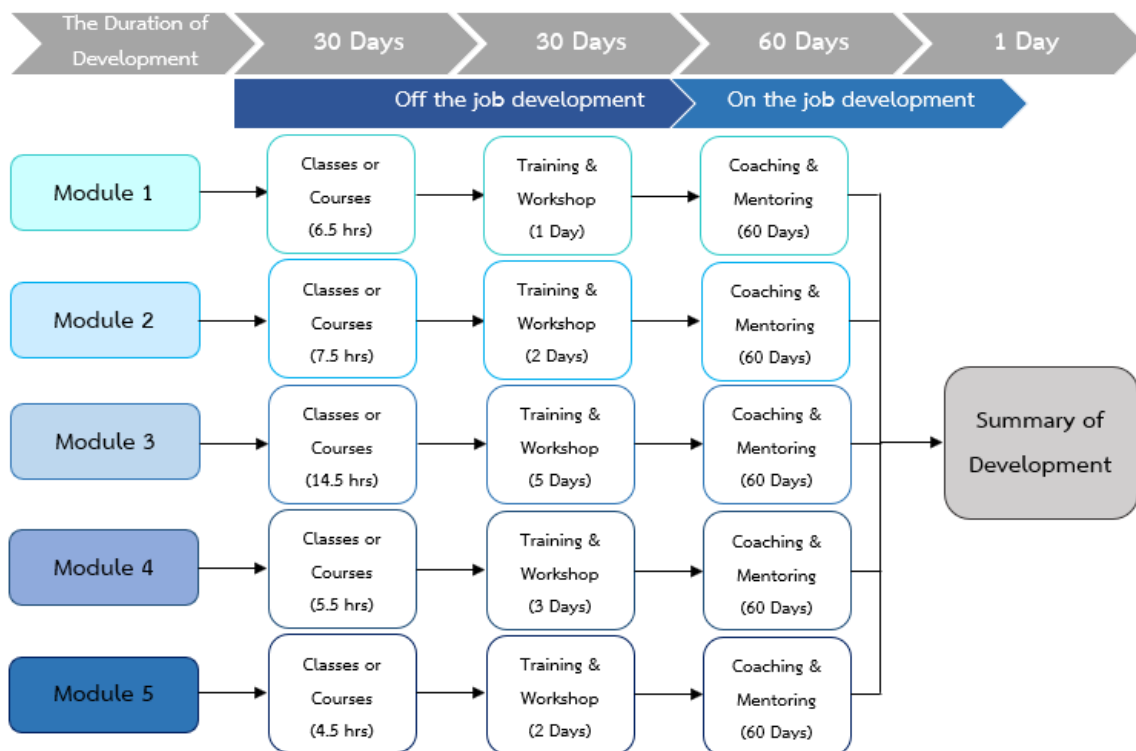 The Duration of
Development
30 Days
30 Days
60 Days
1 Day
Off the job development
On the job development
Module 1
Classes or
Courses
(6.5 hrs)
Training &
Workshop
(1 Day)
Coaching &
Mentoring
(60 Days)
Module 2
Classes or
Courses
(7.5 hrs)
Training &
Workshop
(2 Days)
Coaching &
Mentoring
(60 Days)
Module 3
Classes or
Courses
(14.5 hrs)
Training &
Workshop
(5 Days)
Coaching &
Mentoring
(60 Days)
Summary of
Development
Module 4
Classes or
Courses
(5.5 hrs)
Training &
Workshop
(3 Days)
Coaching &
Mentoring
(60 Days)
Module 5
Classes or
Courses
(4.5 hrs)
Training &
Workshop
(2 Days)
Coaching &
Mentoring
(60 Days)